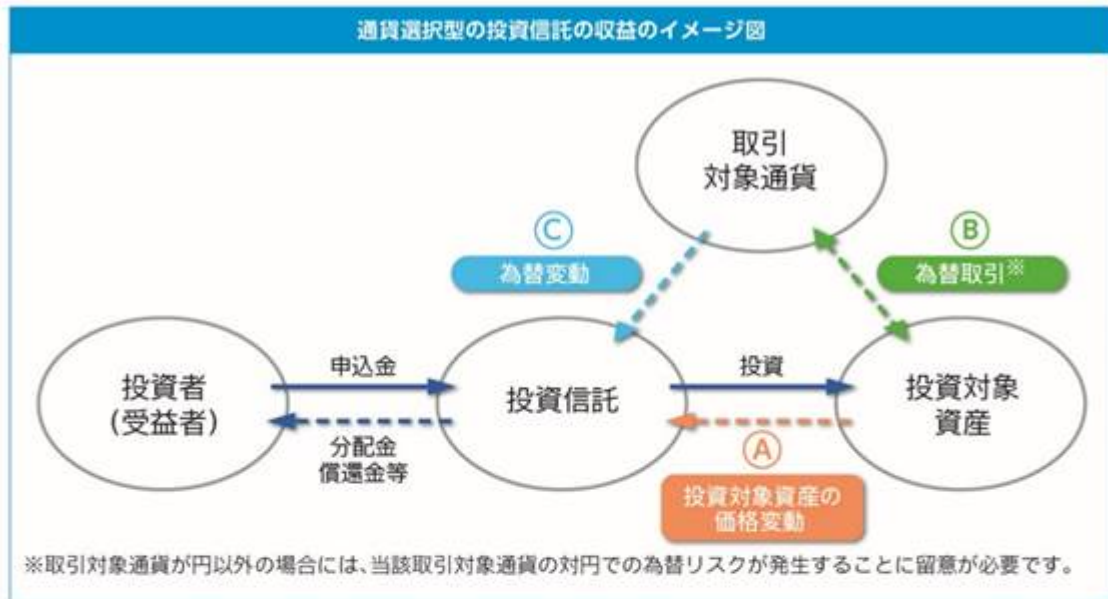 通貨選択型の投資信託の収益のイメージ図
取引
対象通貨
Ⓒ
為替変動
Ⓑ
為替取引※
投資者
(受益者)
申込金
分配金
償還金等
投資信託
投資
Ⓐ
投資対象資産の
価格変動
投資対象
資産
※取引対象通貨が円以外の場合には、当該取引対象通貨の対円での為替リスクが発生することに留意が必要です。